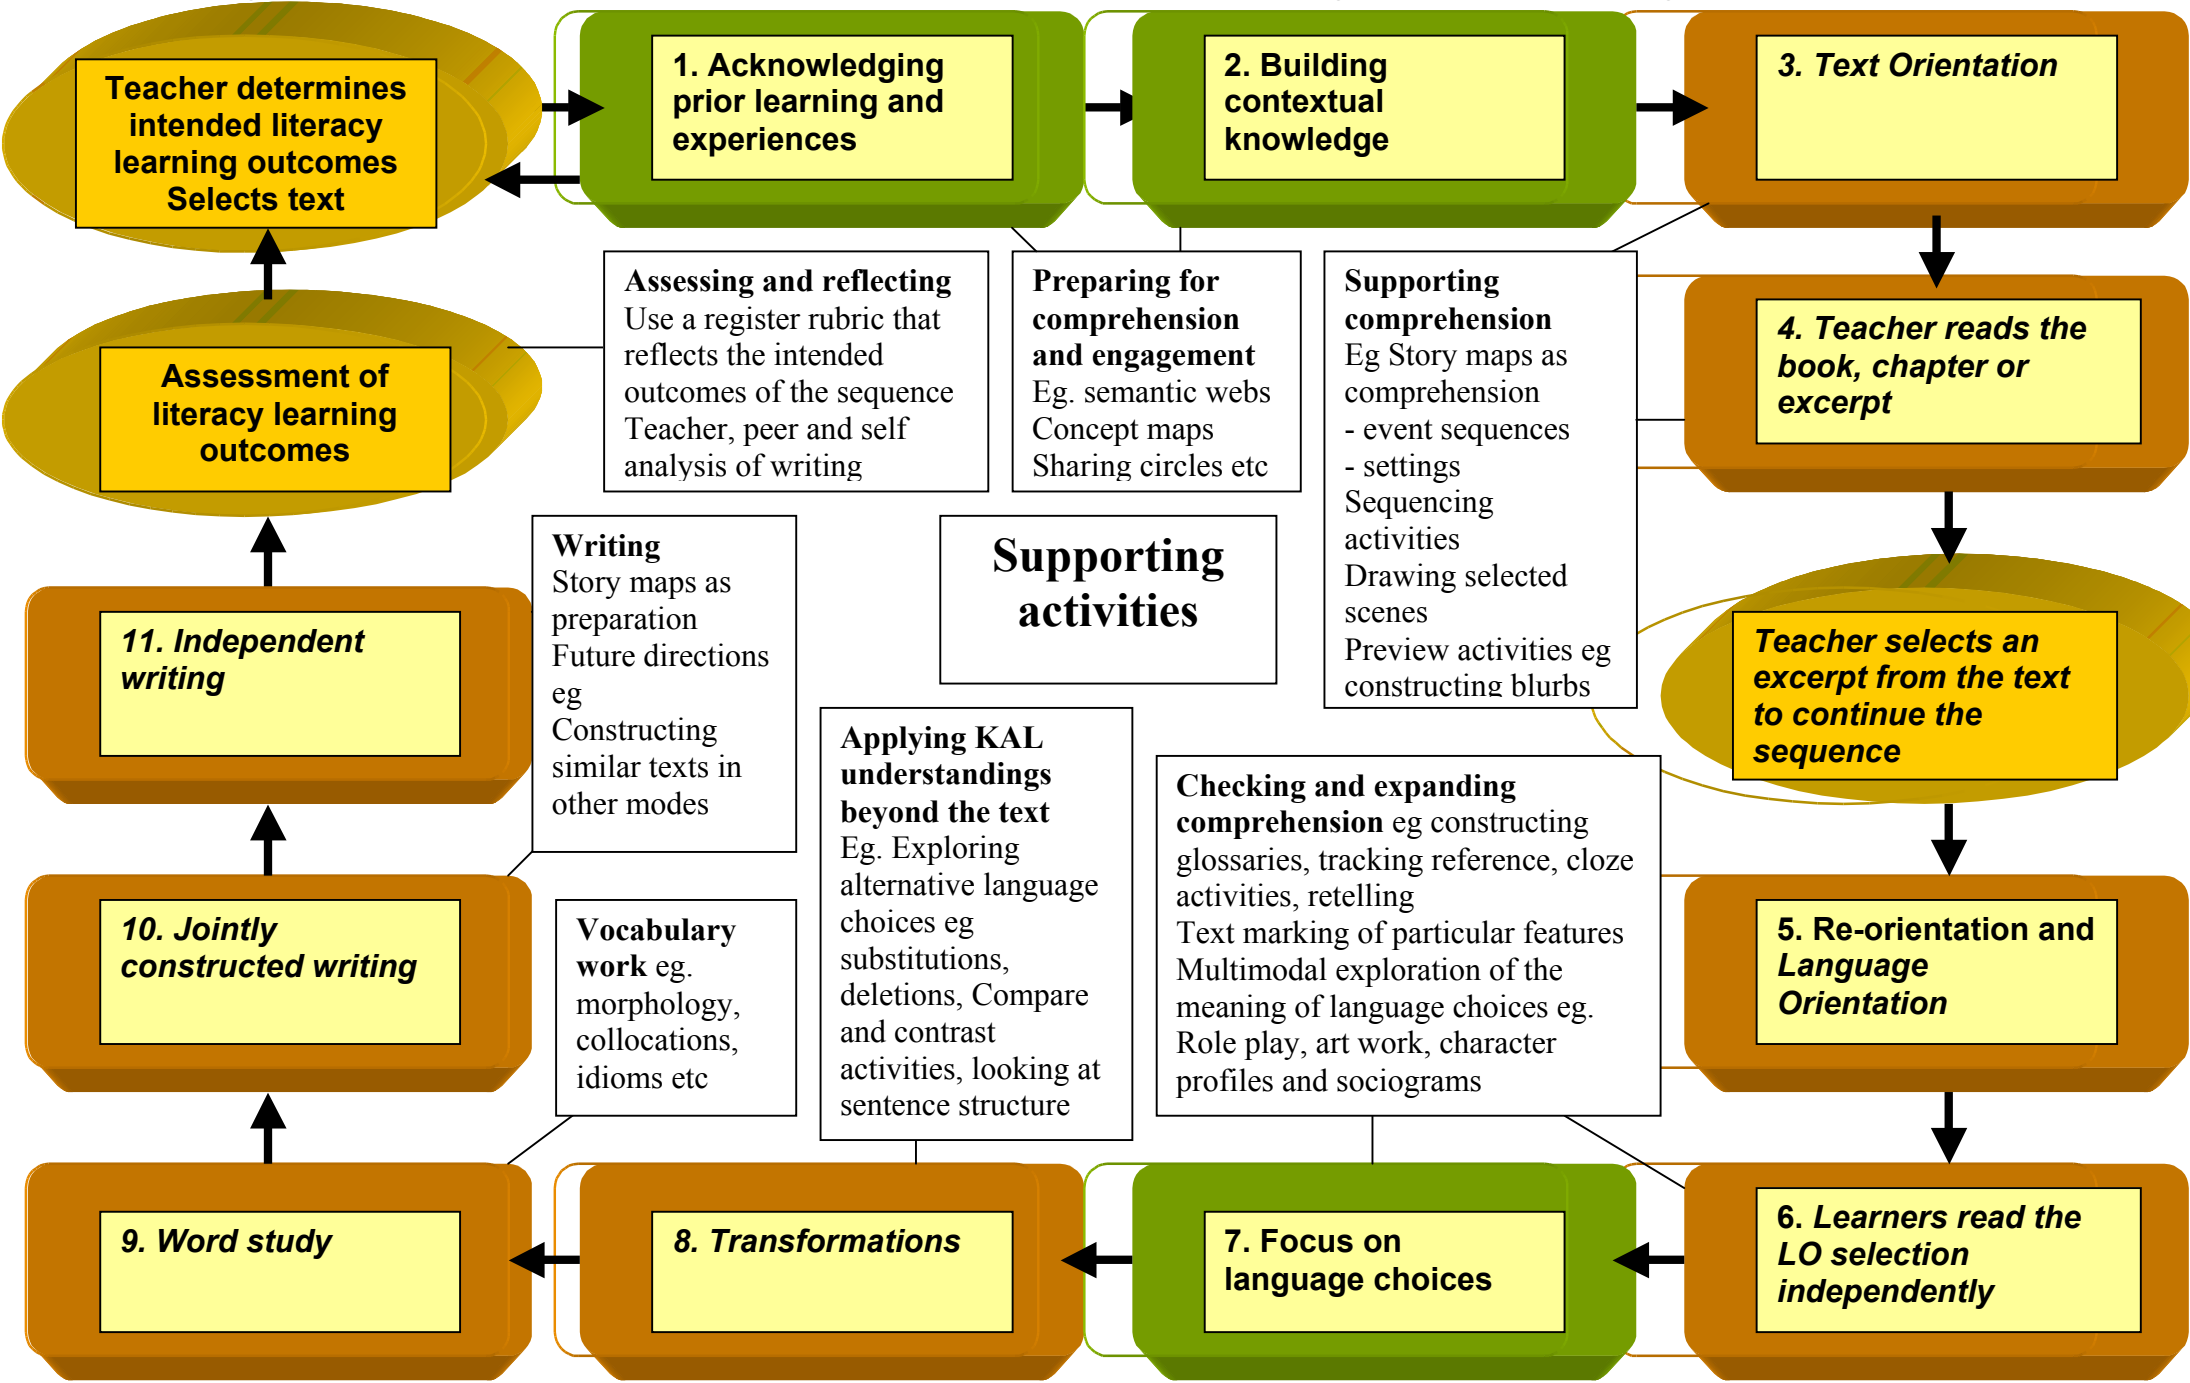 Teacher determines
intended literacy
learning outcomes
Selects text
1. Acknowledging
prior learning and
experiences
2. Building
contextual
knowledge
3. Text Orientation
Assessing and reflecting
Use a register rubric that
reflects the intended
outcomes of the sequence
Teacher, peer and self
analysis of writing
Preparing for
comprehension
and engagement
Eg. semantic webs
Concept maps
Sharing circles etc
Supporting
comprehension
Eg Story maps as
comprehension
- event sequences
- settings
Sequencing
activities
Drawing selected
scenes
Preview activities eg
constructing blurbs
4. Teacher reads the
book, chapter or
excerpt
Assessment of
literacy learning
outcomes
Writing
Story maps as
preparation
Future directions
eg
Constructing
similar texts in
other modes
Supporting
activities
Teacher selects an
excerpt from the text
to continue the
sequence
11. Independent
writing
Applying KAL
understandings
beyond the text
Eg. Exploring
alternative language
choices eg
substitutions,
deletions, Compare
and contrast
activities, looking at
sentence structure
Checking and expanding
comprehension eg constructing
glossaries, tracking reference, cloze
activities, retelling
Text marking of particular features
Multimodal exploration of the
meaning of language choices eg.
Role play, art work, character
profiles and sociograms
10. Jointly
constructed writing
Vocabulary
work eg.
morphology,
collocations,
idioms etc
5. Re-orientation and
Language
Orientation
9. Word study
8. Transformations
7. Focus on
language choices
6. Learners read the
LO selection
independently